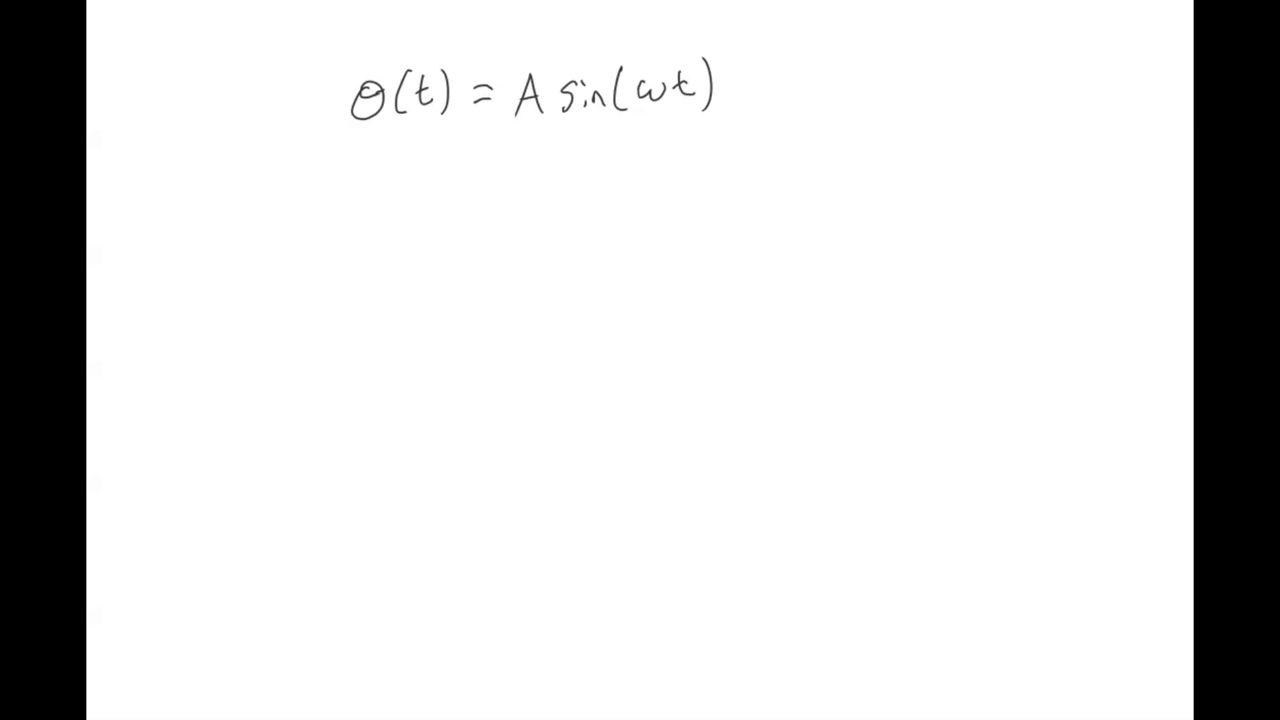 θ(t) = A sin(ωt)